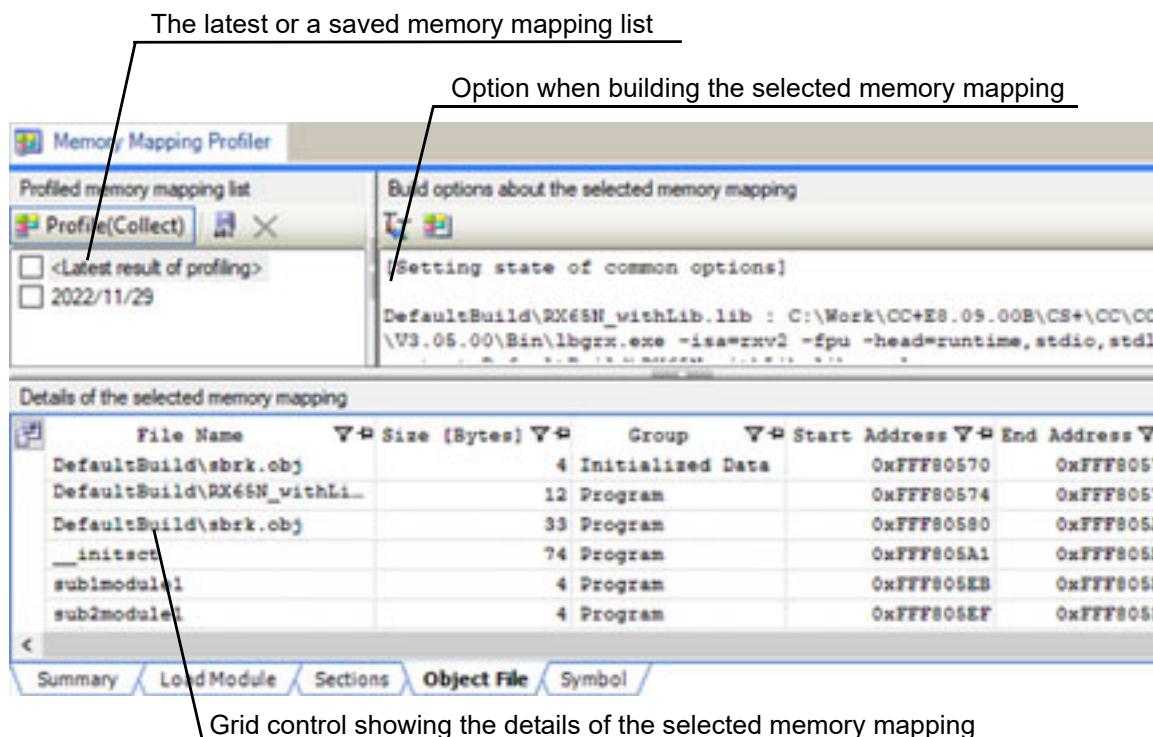 The latest or a saved memory mapping list
Option when building the selected memory mapping
Memory Mapping Profiler
Profiled memory mapping list
Build options about the selected memory mapping
Profile(Collect)
<Latest result of profiling>
2022/11/29
[Setting state of common options]
DefaultBuild\RX65N_withLib.lib : C:\Work\CC+E8.09.00B\CS+\CC\CC
\V3.05.00\Bin\lbgrx.exe -isa=rxv2 -fpu -head=runtime,stdio,stdl
Details of the selected memory mapping
File Name Size [Bytes] Group Start Address End Address
DefaultBuild\sbrk.obj 4 Initialized Data 0xFFF80570 0xFFF805
DefaultBuild\RX65N_withLi... 12 Program 0xFFF80574 0xFFF805
DefaultBuild\sbrk.obj 33 Program 0xFFF80580 0xFFF805
__initsct 74 Program 0xFFF805A1 0xFFF805
sub1module1 4 Program 0xFFF805EB 0xFFF805
sub2module1 4 Program 0xFFF805EF 0xFFF805
Summary Load Module Sections Object File Symbol
Grid control showing the details of the selected memory mapping